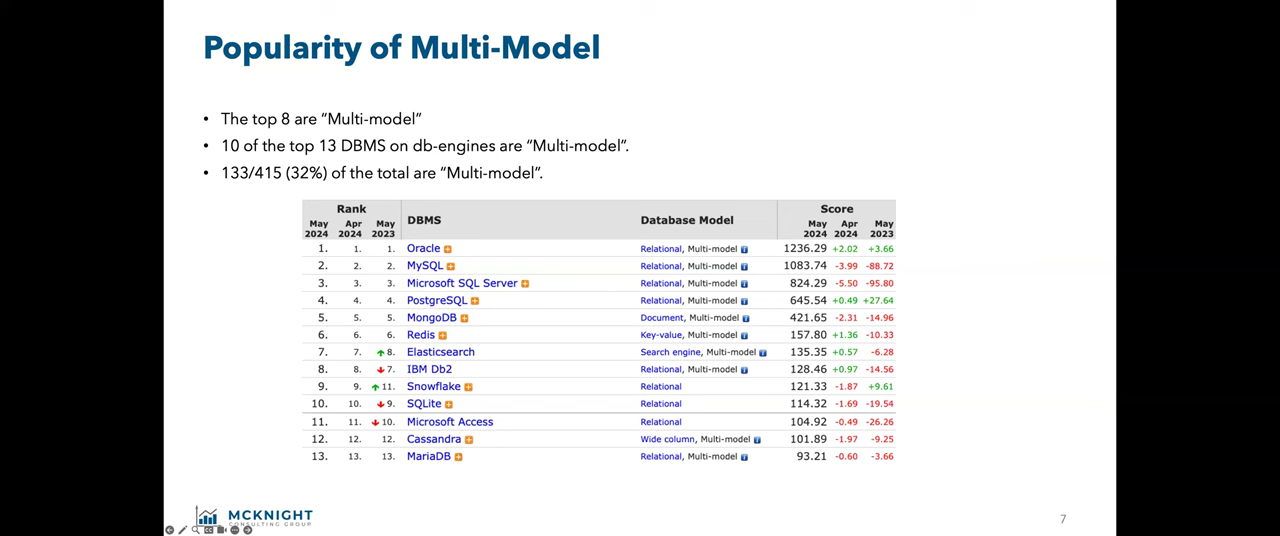 Popularity of Multi-Model
• The top 8 are “Multi-model”
• 10 of the top 13 DBMS on db-engines are “Multi-model”.
• 133/415 (32%) of the total are “Multi-model”.
Rank DBMS Database Model Score
May 2024 Apr 2024 May 2023 May 2024 Apr 2024 May 2023
1. 1. 1. Oracle Relational, Multi-model 1236.29 +2.02 +3.66
2. 2. 2. MySQL Relational, Multi-model 1083.74 -3.99 -88.72
3. 3. 3. Microsoft SQL Server Relational, Multi-model 824.29 -5.50 -95.80
4. 4. 4. PostgreSQL Relational, Multi-model 645.54 +0.49 +27.64
5. 5. 5. MongoDB Document, Multi-model 421.65 -2.31 -14.96
6. 6. 6. Redis Key-value, Multi-model 157.80 +1.36 -10.33
7. 7. 8. Elasticsearch Search engine, Multi-model 135.35 +0.57 -6.28
8. 8. 7. IBM Db2 Relational, Multi-model 128.46 +0.97 -14.56
9. 9. 11. Snowflake Relational 121.33 -1.87 +9.61
10. 10. 9. SQLite Relational 114.32 -1.69 -19.54
11. 11. 10. Microsoft Access Relational 104.92 -0.49 -26.26
12. 12. 12. Cassandra Wide column, Multi-model 101.89 -1.97 -9.25
13. 13. 13. MariaDB Relational, Multi-model 93.21 -0.60 -3.66
MCKNIGHT
CONSULTING GROUP
7